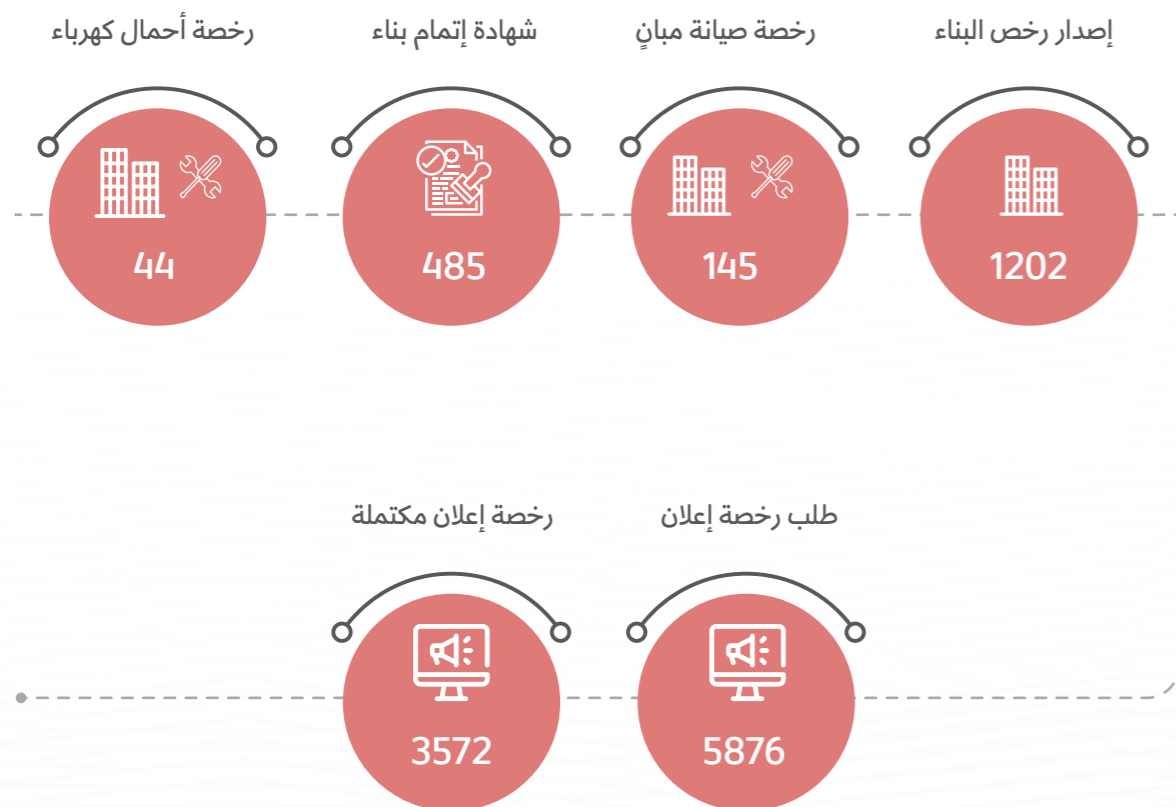 إصدار رخص البناء
1202
رخصة صيانة مبانٍ
145
شهادة إتمام بناء
485
رخصة أحمال كهرباء
44
طلب رخصة إعلان
5876
رخصة إعلان مكتملة
3572